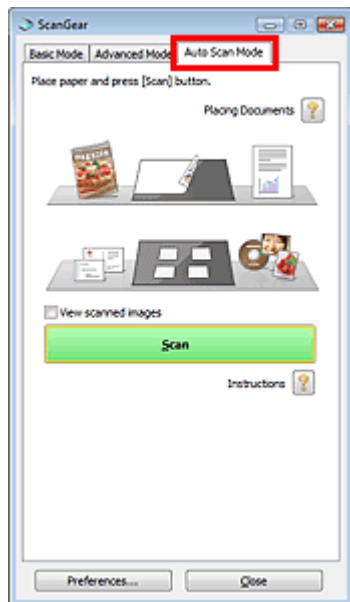 ScanGear
Basic Mode Advanced Mode Auto Scan Mode
Place paper and press [Scan] button.
Placing Documents
View scanned images
Scan
Instructions
Preferences... Close